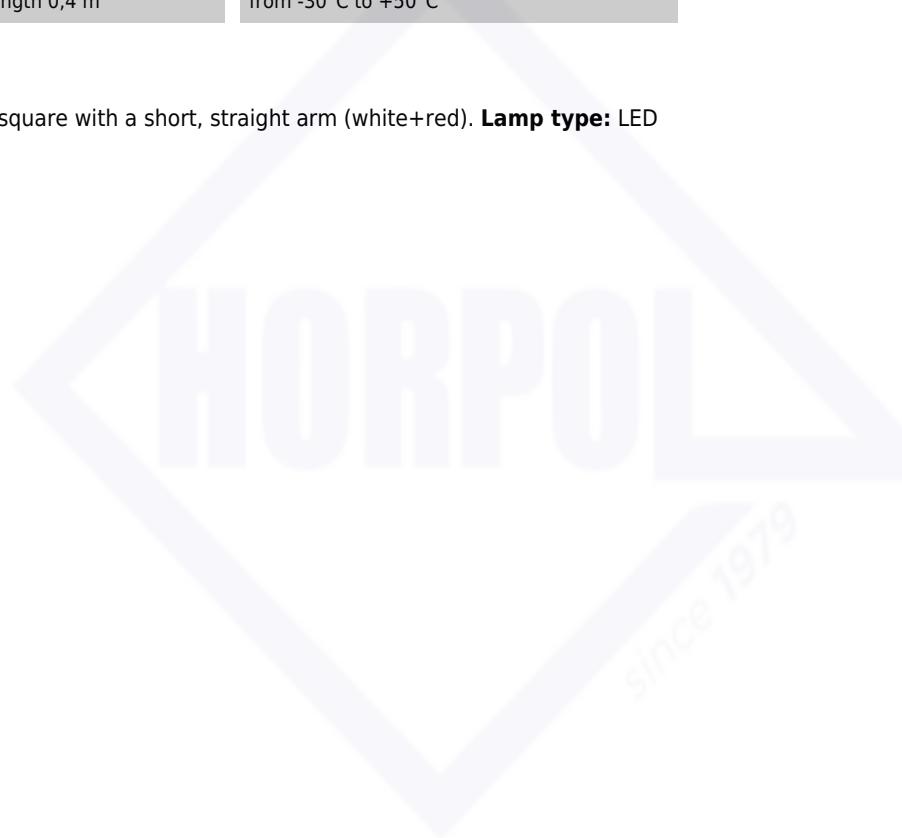 ngth 0,4 m from -30°C to +50°C
square with a short, straight arm (white+red). Lamp type: LED
HORPOL
since 1979